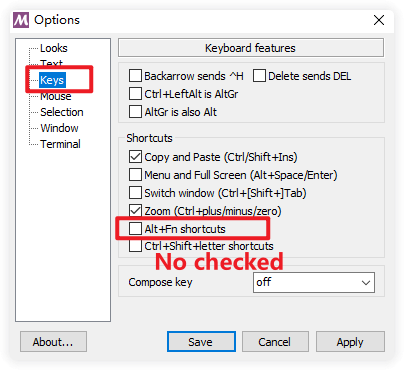 Options
Looks
Text
Keys
Mouse
Selection
Window
Terminal
Keyboard features
Backarrow sends ^H Delete sends DEL
Ctrl+LeftAlt is AltGr
AltGr is also Alt
Shortcuts
Copy and Paste (Ctrl/Shift+Ins)
Menu and Full Screen (Alt+Space/Enter)
Switch window (Ctrl+[Shift+]Tab)
Zoom (Ctrl+plus/minus/zero)
Alt+Fn shortcuts
Ctrl+Shift+letter shortcuts
No checked
Compose key off
About... Save Cancel Apply